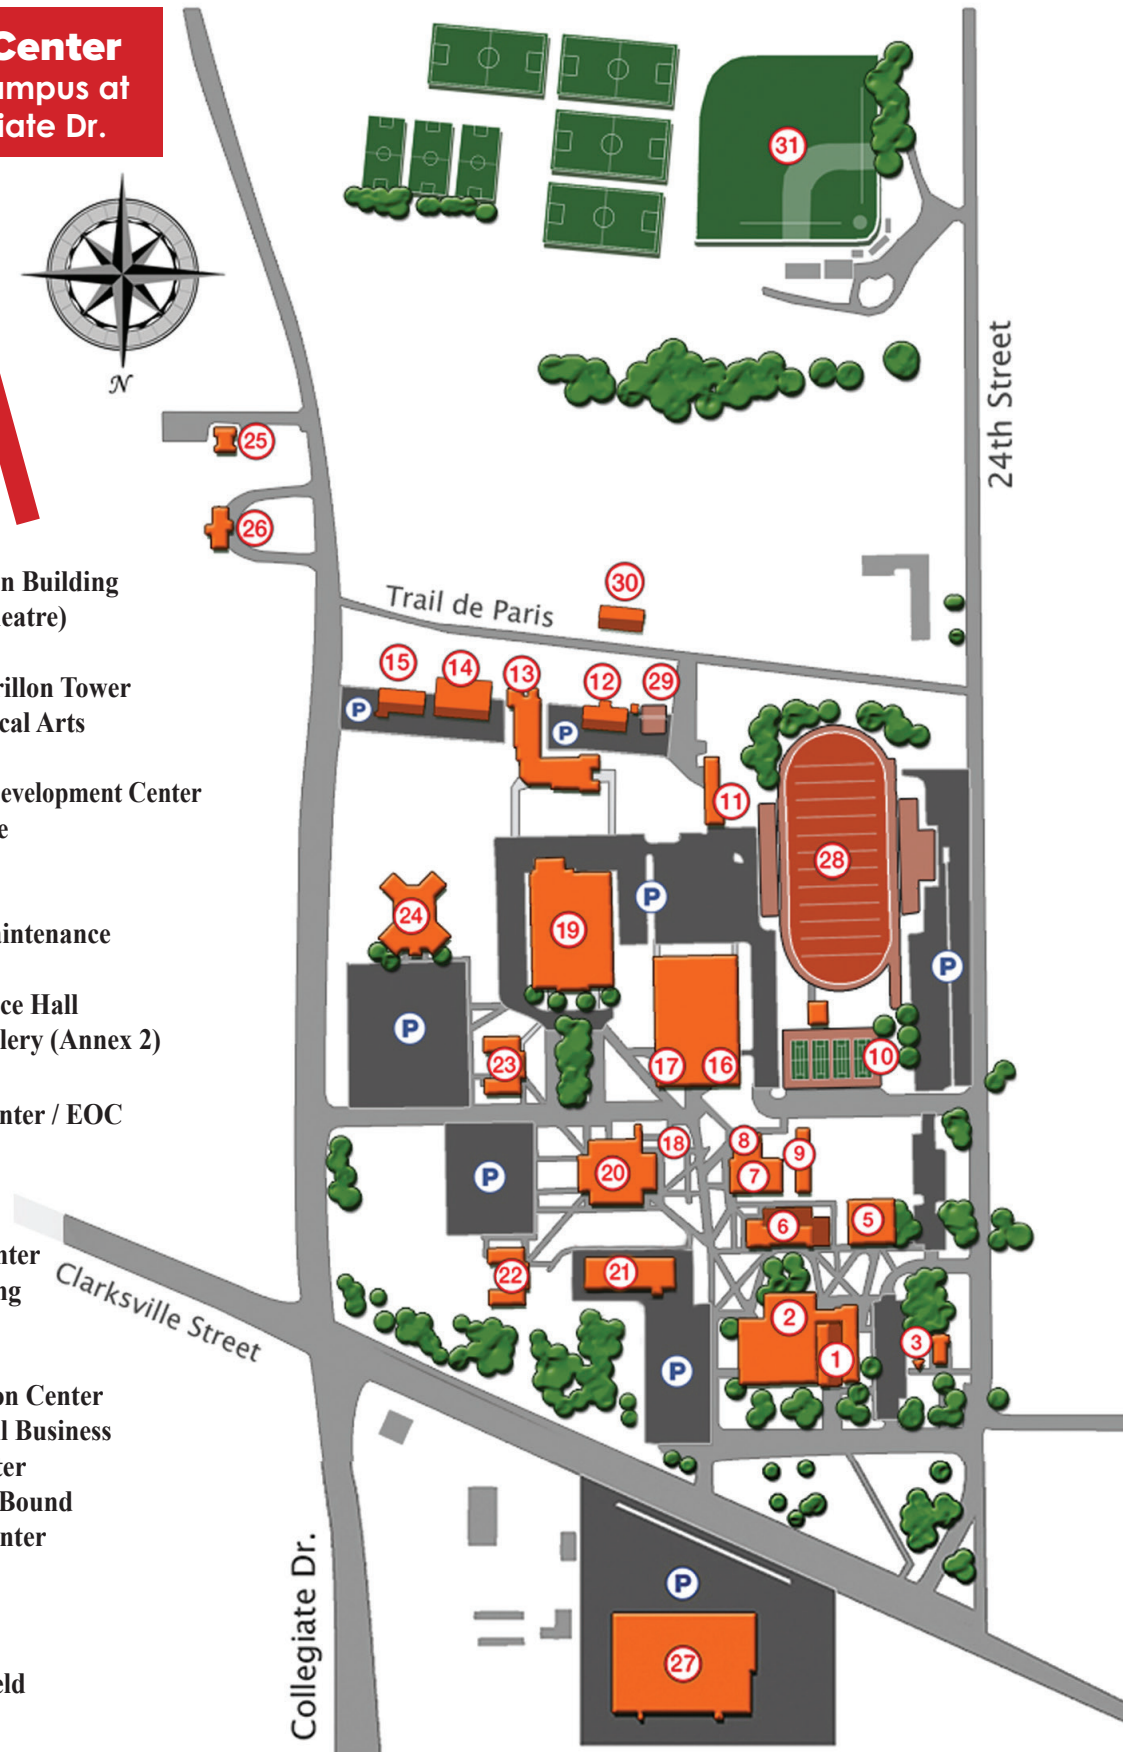 Center
ampus at
iate Dr.
N
n Building
eatre)
rillon Tower
cal Arts
evelopment Center
e
aintenance
ce Hall
lery (Annex 2)
nter / EOC
nter
ng
on Center
l Business
ter
Bound
nter
eld
31
24th Street
25
26
30
Trail de Paris
15
14
13
12
29
P
P
11
28
24
19
P
P
P
23
17
16
10
18
8
9
20
7
P
6
5
22
21
2
3
1
Clarksville Street
P
P
27
Collegiate Dr.